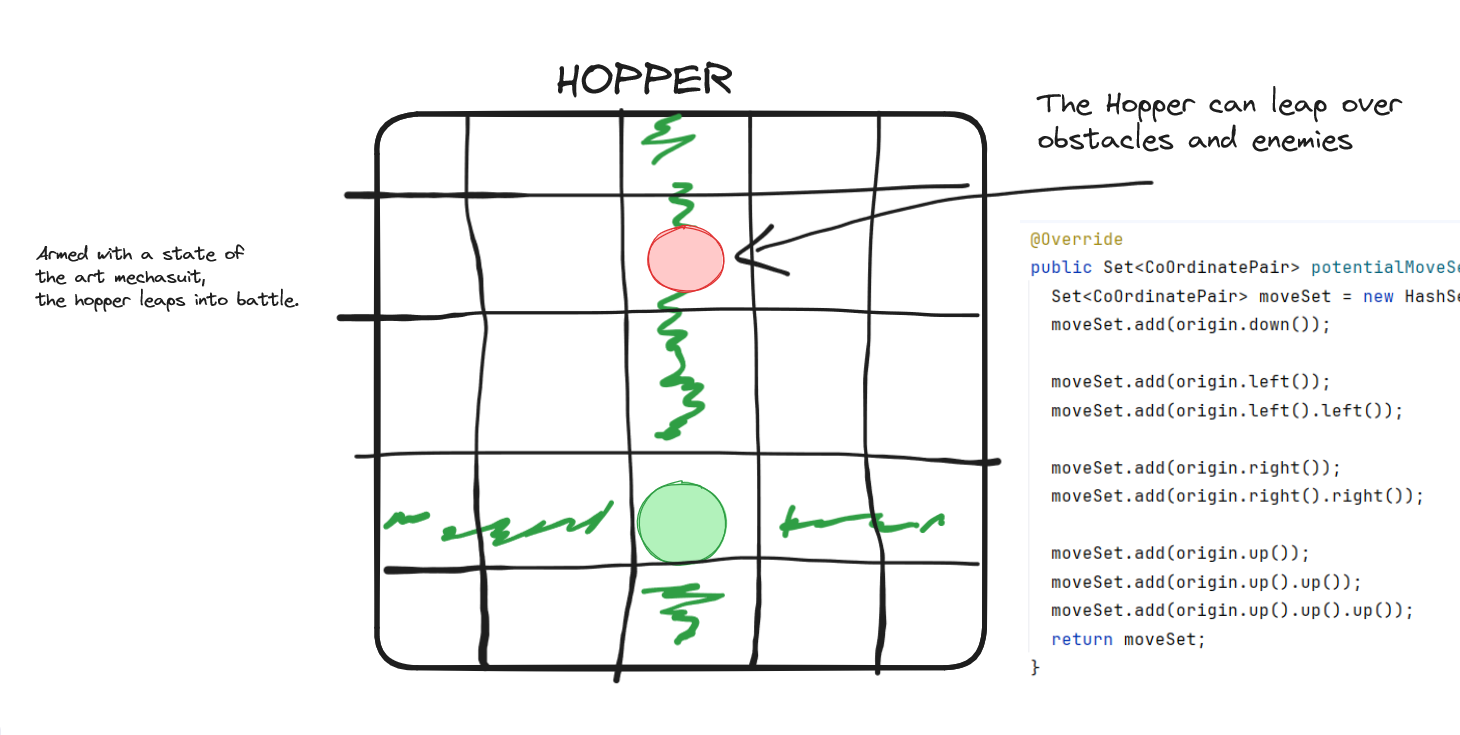 HOPPER
The Hopper can leap over
obstacles and enemies
Armed with a state of
the art mechasuit,
the hopper leaps into battle.
@Override
public Set<CoOrdinatePair> potentialMoveSe
Set<CoOrdinatePair> moveSet = new HashSe
moveSet.add(origin.down());
moveSet.add(origin.left());
moveSet.add(origin.left().left());
moveSet.add(origin.right());
moveSet.add(origin.right().right());
moveSet.add(origin.up());
moveSet.add(origin.up().up());
moveSet.add(origin.up().up().up());
return moveSet;
}